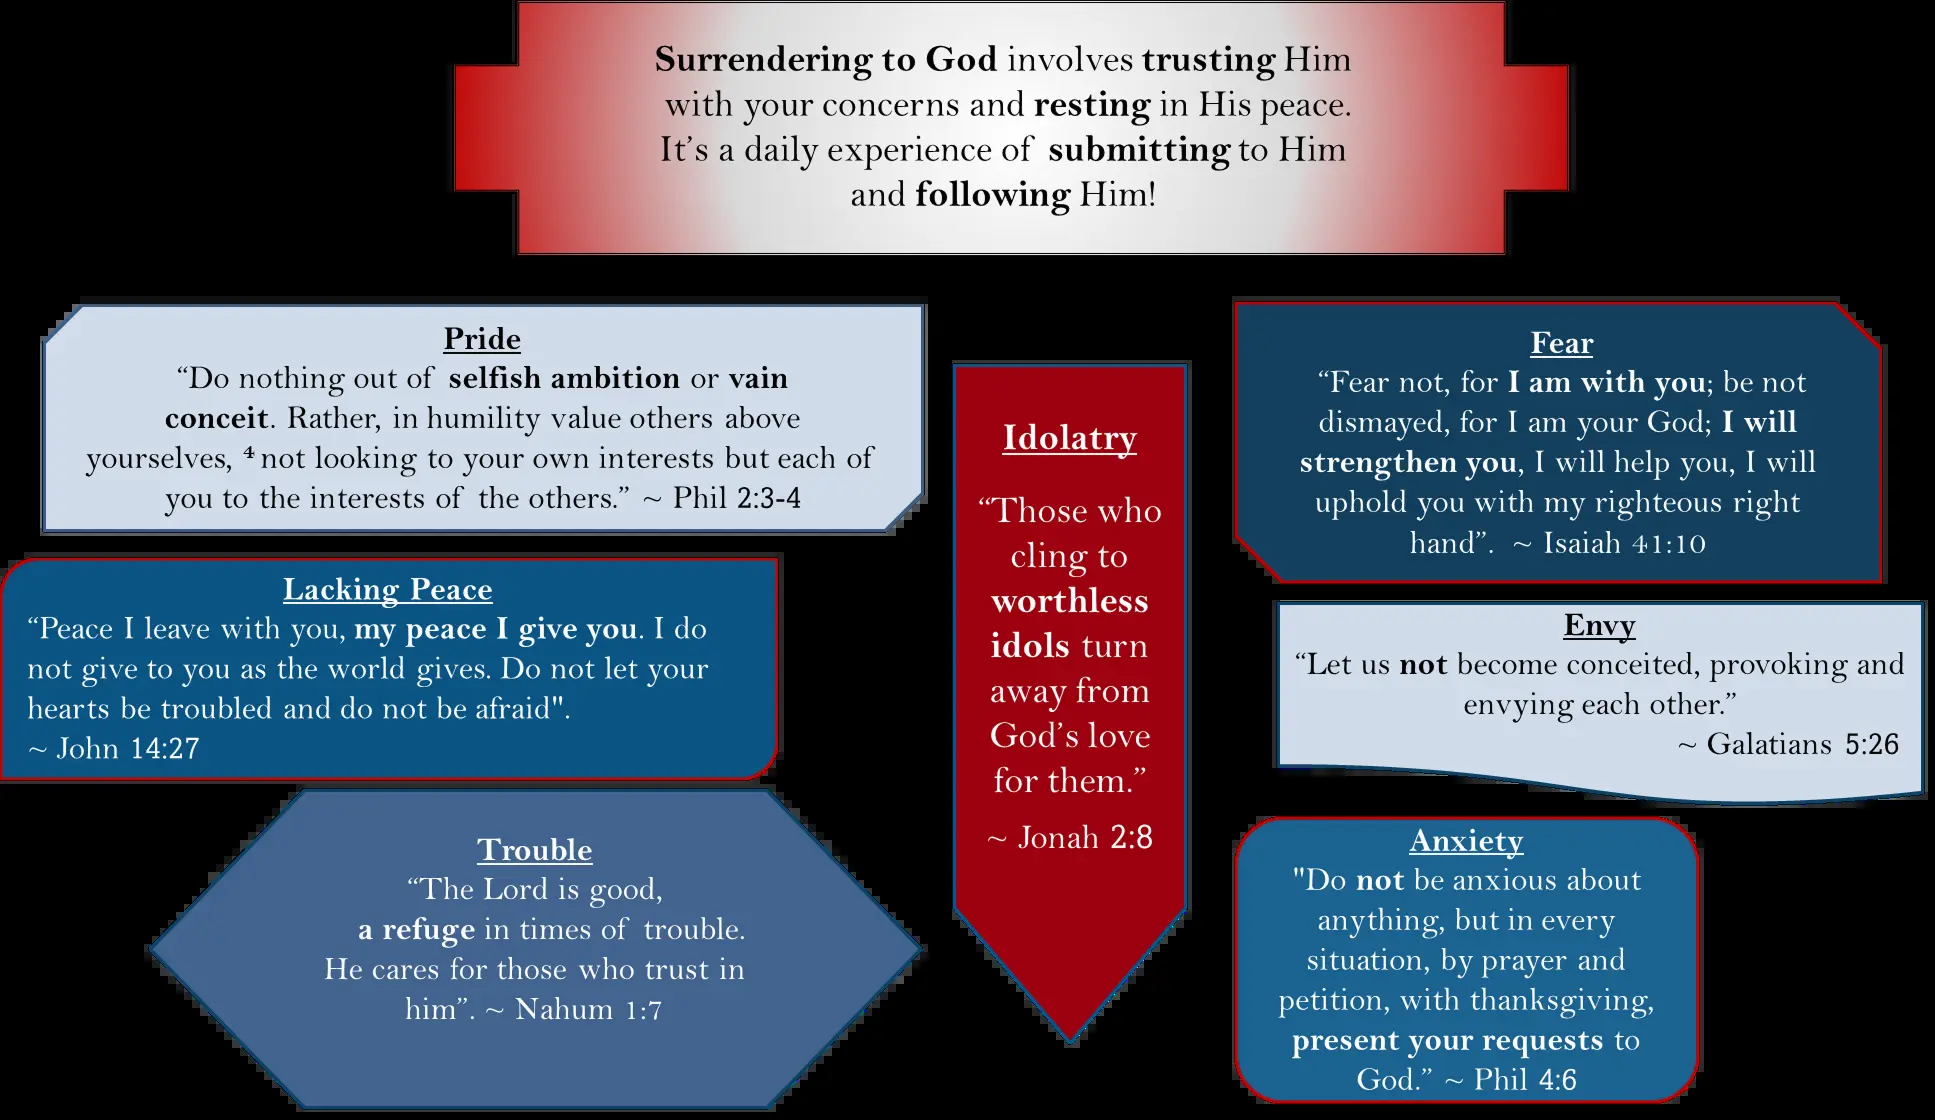 Surrendering to God involves trusting Him
with your concerns and resting in His peace.
It’s a daily experience of submitting to Him
and following Him!
Pride
“Do nothing out of selfish ambition or vain
conceit. Rather, in humility value others above
yourselves, ⁴ not looking to your own interests but each of
you to the interests of the others.” ~ Phil 2:3-4
Lacking Peace
“Peace I leave with you, my peace I give you. I do
not give to you as the world gives. Do not let your
hearts be troubled and do not be afraid".
~ John 14:27
Trouble
“The Lord is good,
a refuge in times of trouble.
He cares for those who trust in
him”. ~ Nahum 1:7
Idolatry
“Those who
cling to
worthless
idols turn
away from
God’s love
for them.”
~ Jonah 2:8
Fear
“Fear not, for I am with you; be not
dismayed, for I am your God; I will
strengthen you, I will help you, I will
uphold you with my righteous right
hand”. ~ Isaiah 41:10
Envy
“Let us not become conceited, provoking and
envying each other.”
~ Galatians 5:26
Anxiety
"Do not be anxious about
anything, but in every
situation, by prayer and
petition, with thanksgiving,
present your requests to
God.” ~ Phil 4:6